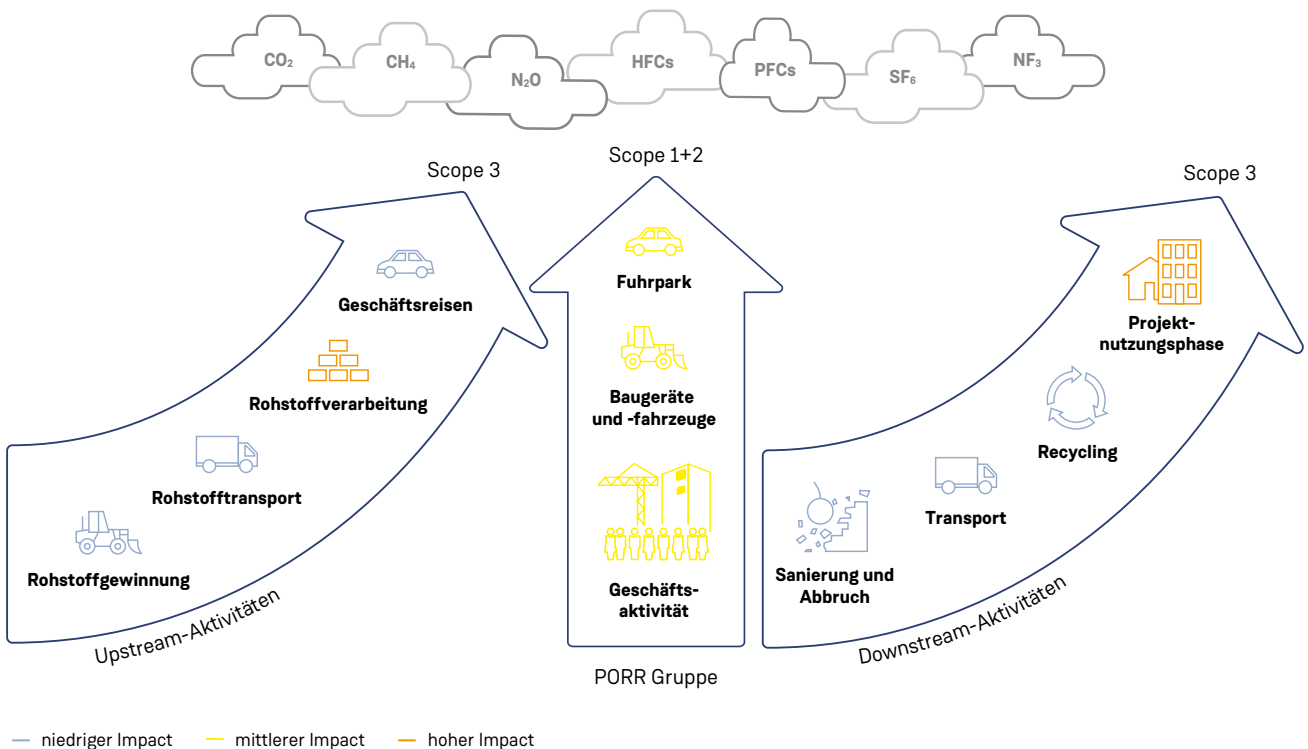 CO₂
CH₄
N₂O
HFCs
PFCs
SF₆
NF₃
Scope 3
Geschäftsreisen
Rohstoffverarbeitung
Rohstofftransport
Rohstoffgewinnung
Upstream-Aktivitäten
Scope 1+2
Fuhrpark
Baugeräte
und -fahrzeuge
Geschäfts-
aktivität
PORR Gruppe
Scope 3
Projekt-
nutzungsphase
Recycling
Transport
Sanierung und
Abbruch
Downstream-Aktivitäten
niedriger Impact
mittlerer Impact
hoher Impact